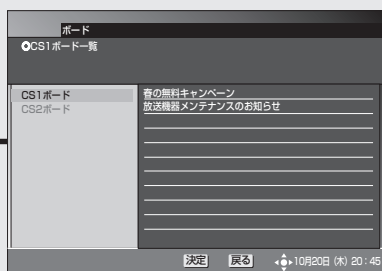 ボード
CS1ボード一覧
CS1ボード
CS2ボード
春の無料キャンペーン
放送機器メンテナンスのお知らせ
決定 戻る 10月20日 (木) 20:45